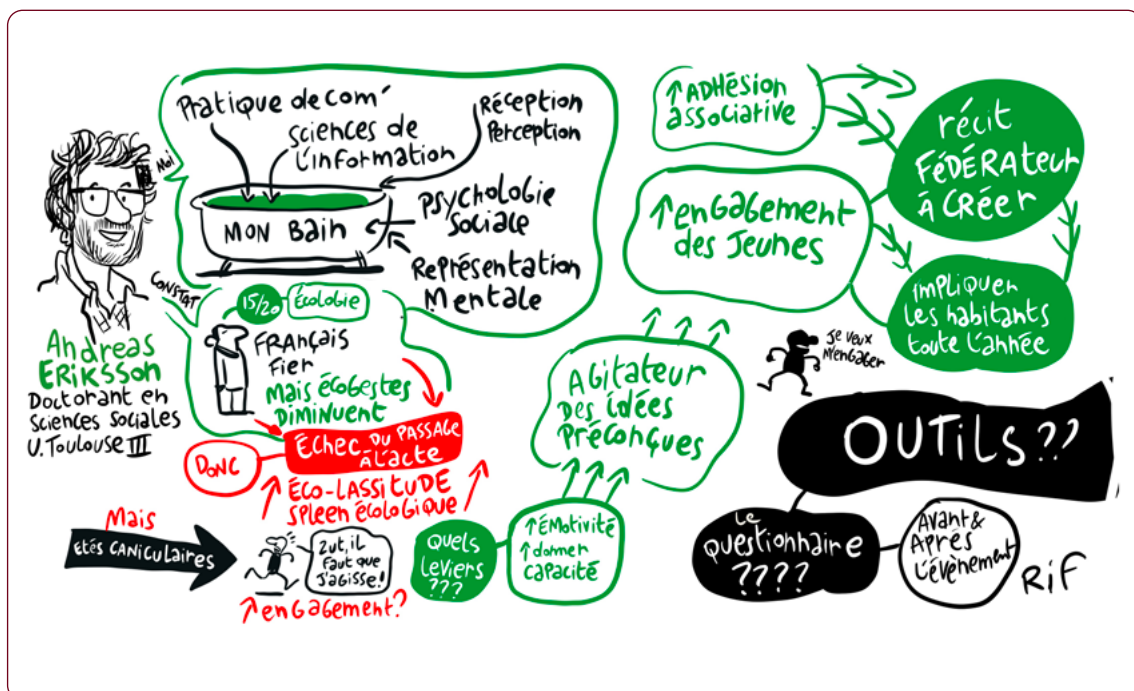 Moi
Pratique de com'
sciences de
l'information
Réception
Perception
MON Bain
Psychologie
Sociale
Représentation
Mentale
Andreas
Eriksson
Doctorant en
Sciences Sociales
U. Toulouse III
CONSTAT
15/20
Écologie
Français
Fier
Mais écogestes
diminuent
Échec du passage
à l'acte
Donc
Éco-lassitude
Spleen écologique
Mais
Etés caniculaires
Zut, il
faut que
j'agisse!
↑ engagement?
Quels
leviers
???
↑ émotivité
↑ donner
capacité
Agitateur
des idées
préconçues
↑ Adhésion
associative
↑ engagement
des jeunes
récit
fédérateur
à créer
impliquer
les habitants
toute l'année
Je veux
m'engager
OUTILS ??
Le
questionnaire
????
Avant &
Après
l'événement
RiF